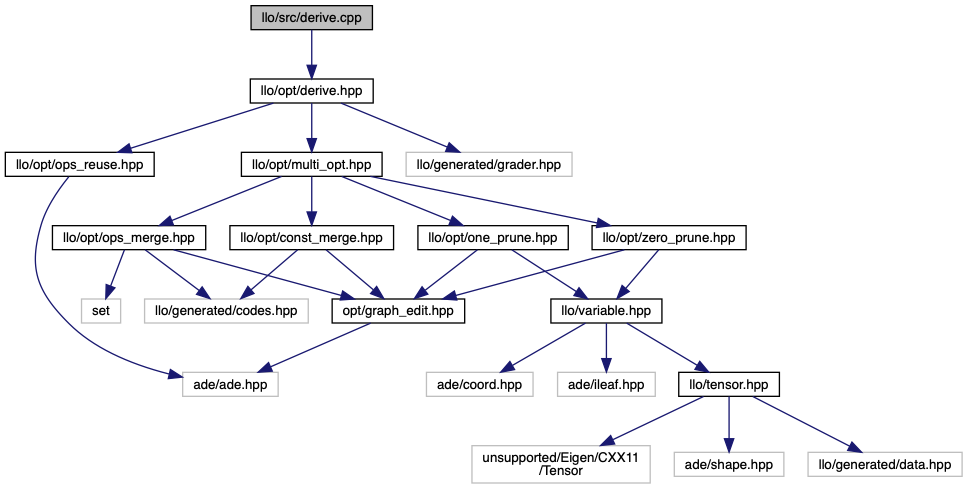 llo/src/derive.cpp
llo/opt/derive.hpp
llo/opt/ops_reuse.hpp
llo/opt/multi_opt.hpp
llo/generated/grader.hpp
llo/opt/ops_merge.hpp
llo/opt/const_merge.hpp
llo/opt/one_prune.hpp
llo/opt/zero_prune.hpp
set
llo/generated/codes.hpp
opt/graph_edit.hpp
llo/variable.hpp
ade/ade.hpp
ade/coord.hpp
ade/ileaf.hpp
llo/tensor.hpp
unsupported/Eigen/CXX11
/Tensor
ade/shape.hpp
llo/generated/data.hpp